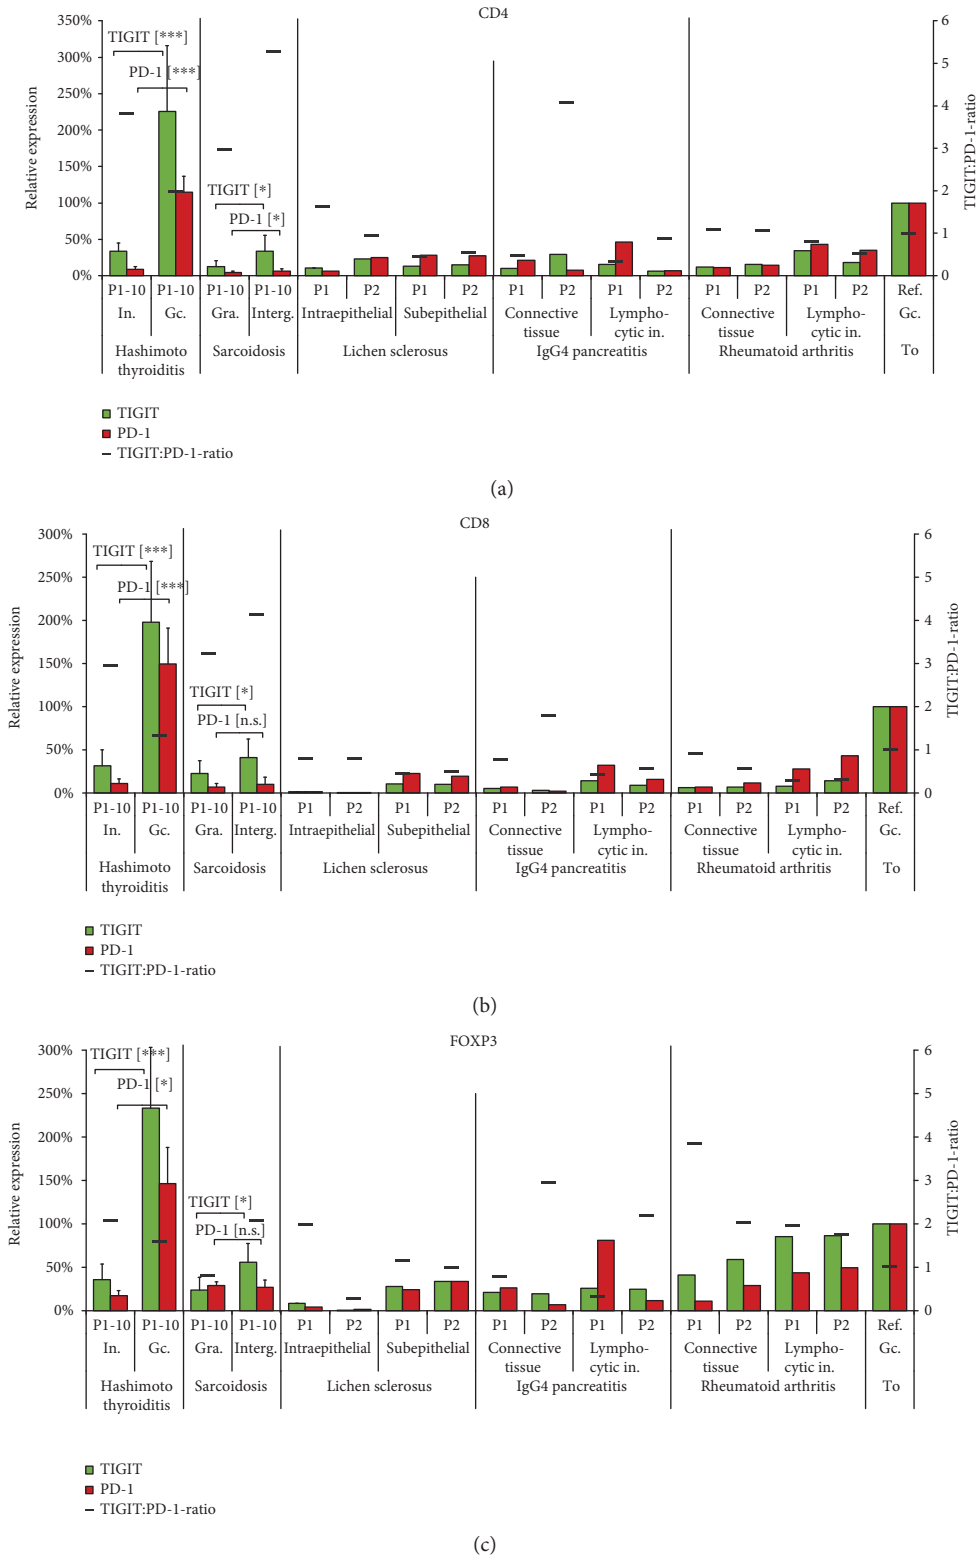 CD4
350%
300%
250%
200%
150%
100%
50%
0%
Relative expression
6
5
4
3
2
1
0
TIGIT:PD-1-ratio
TIGIT [***]
PD-1 [***]
TIGIT [*]
PD-1 [*]
P1-10 P1-10 P1-10 P1-10 P1 P2 P1 P2 P1 P2 P1 P2 P1 P2 P1 P2 Ref.
In. Gc. Gra. Interg. Intraepithelial Subepithelial Connective Lympho- Connective Lympho- Gc.
tissue cytic in. tissue cytic in.
Hashimoto Sarcoidosis Lichen sclerosus IgG4 pancreatitis Rheumatoid arthritis To
thyroiditis
TIGIT
PD-1
TIGIT:PD-1-ratio
(a)
CD8
300%
250%
200%
150%
100%
50%
0%
Relative expression
6
5
4
3
2
1
0
TIGIT:PD-1-ratio
TIGIT [***]
PD-1 [***]
TIGIT [*]
PD-1 [n.s.]
P1-10 P1-10 P1-10 P1-10 P1 P2 P1 P2 P1 P2 P1 P2 P1 P2 P1 P2 Ref.
In. Gc. Gra. Interg. Intraepithelial Subepithelial Connective Lympho- Connective Lympho- Gc.
tissue cytic in. tissue cytic in.
Hashimoto Sarcoidosis Lichen sclerosus IgG4 pancreatitis Rheumatoid arthritis To
thyroiditis
TIGIT
PD-1
TIGIT:PD-1-ratio
(b)
FOXP3
300%
250%
200%
150%
100%
50%
0%
Relative expression
6
5
4
3
2
1
0
TIGIT:PD-1-ratio
TIGIT [***]
PD-1 [*]
TIGIT [*]
PD-1 [n.s.]
P1-10 P1-10 P1-10 P1-10 P1 P2 P1 P2 P1 P2 P1 P2 P1 P2 P1 P2 Ref.
In. Gc. Gra. Interg. Intraepithelial Subepithelial Connective Lympho- Connective Lympho- Gc.
tissue cytic in. tissue cytic in.
Hashimoto Sarcoidosis Lichen sclerosus IgG4 pancreatitis Rheumatoid arthritis To
thyroiditis
TIGIT
PD-1
TIGIT:PD-1-ratio
(c)